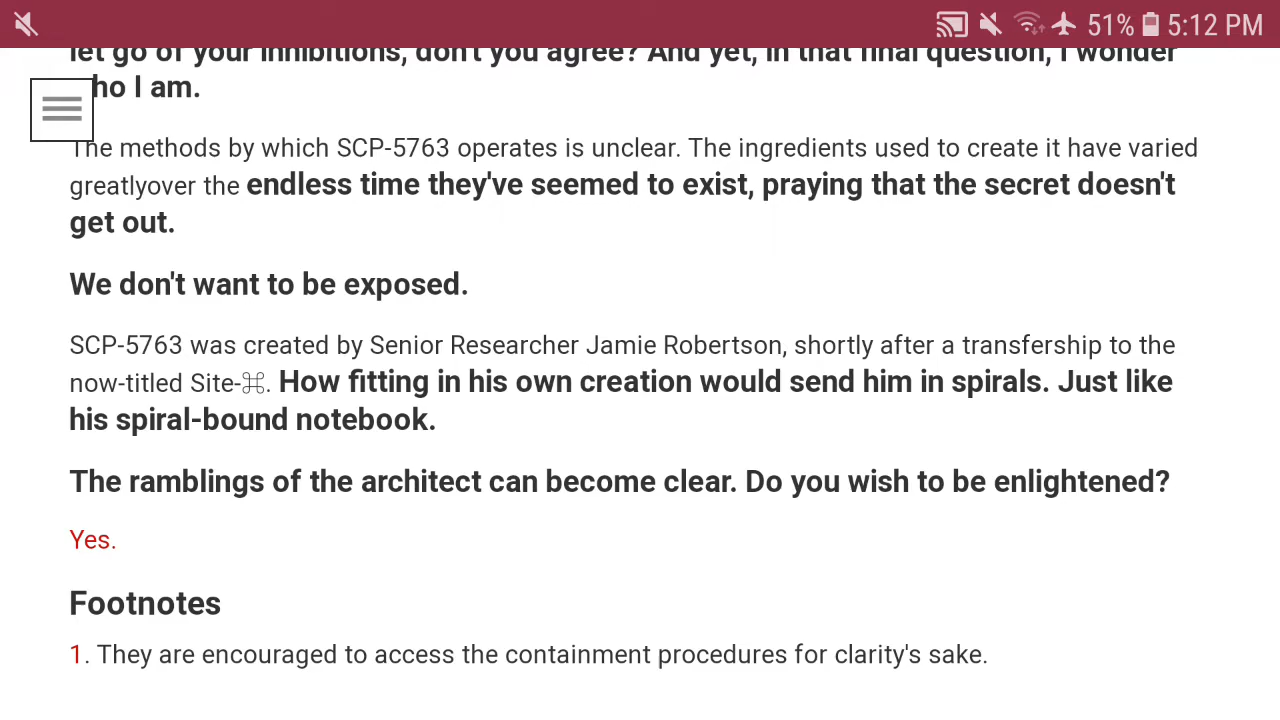 51% 5:12 PM
let go of your inhibitions, don't you agree? And yet, in that final question, I wonder
ho I am.
The methods by which SCP-5763 operates is unclear. The ingredients used to create it have varied
greatlyover the endless time they've seemed to exist, praying that the secret doesn't
get out.
We don't want to be exposed.
SCP-5763 was created by Senior Researcher Jamie Robertson, shortly after a transfership to the
now-titled Site-⌘. How fitting in his own creation would send him in spirals. Just like
his spiral-bound notebook.
The ramblings of the architect can become clear. Do you wish to be enlightened?
Yes.
Footnotes
1. They are encouraged to access the containment procedures for clarity's sake.